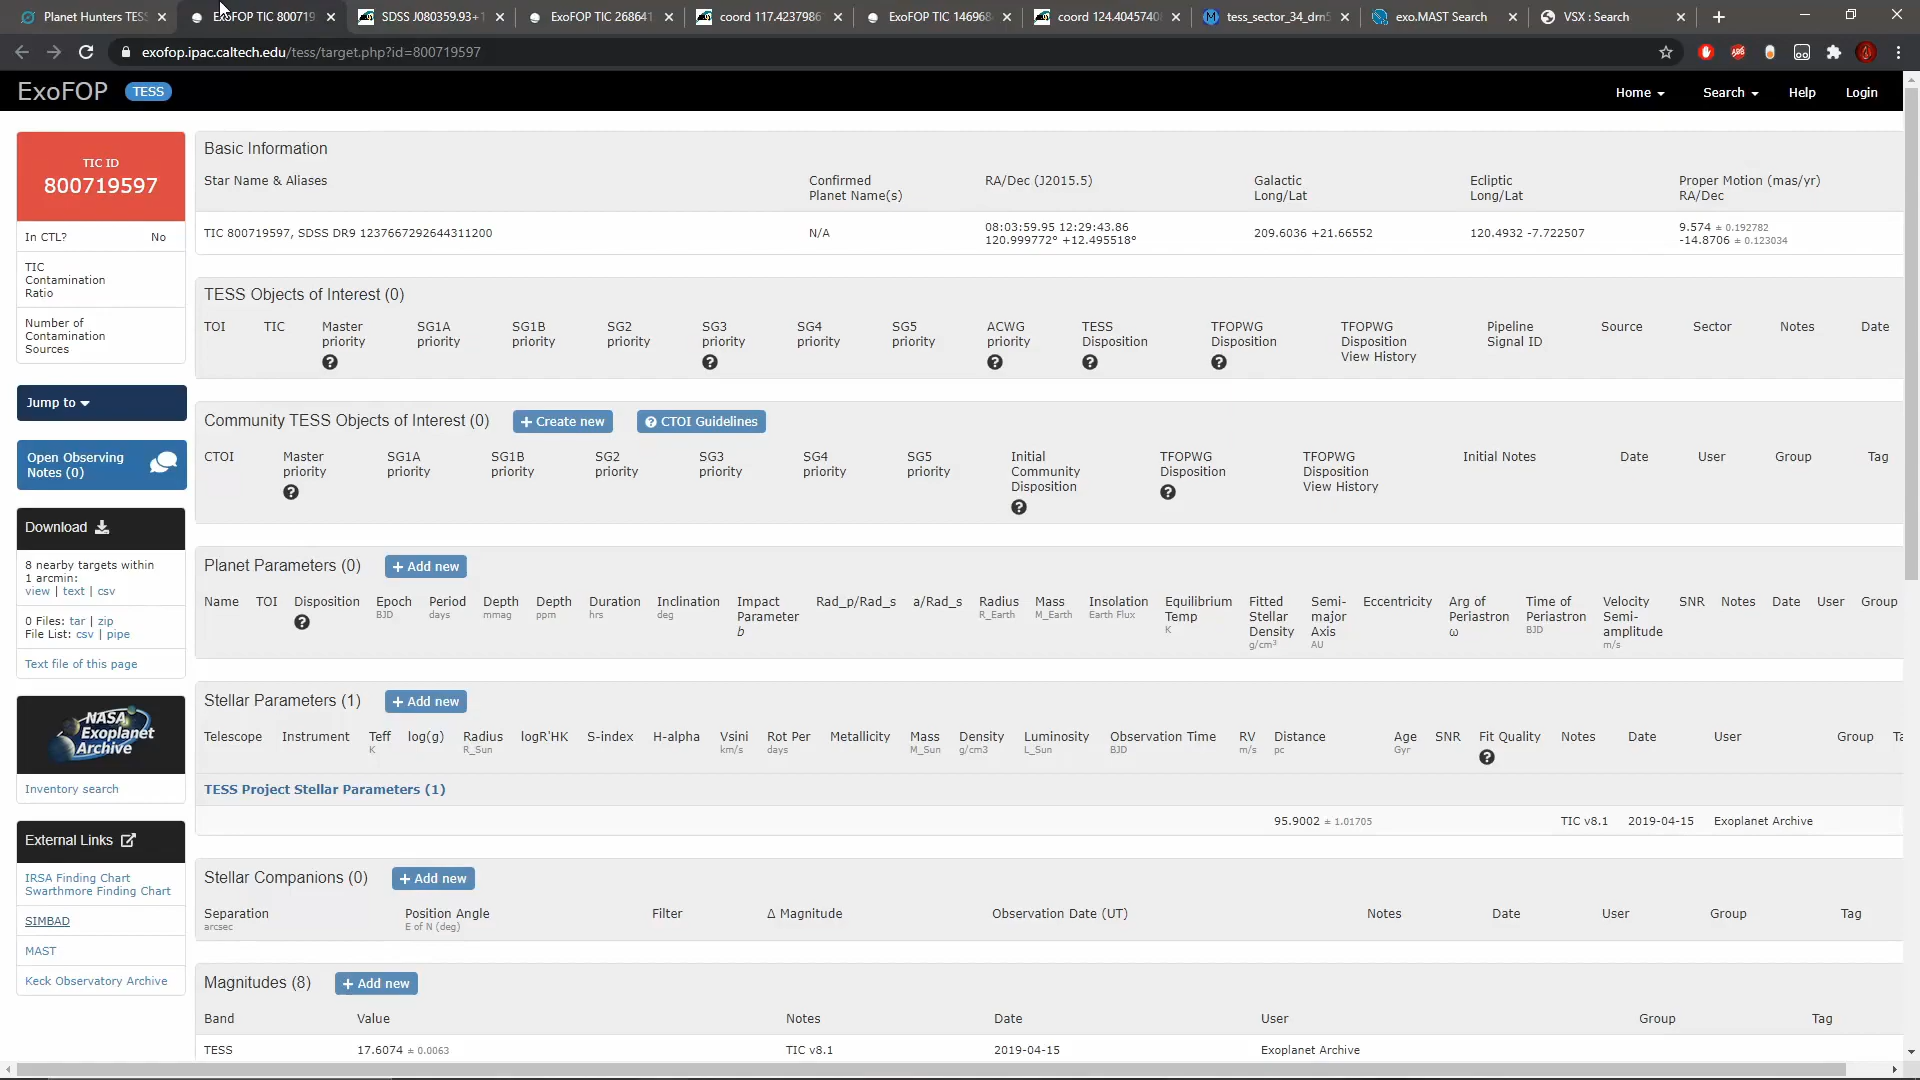 Planet Hunters TESS
ExoFOP TIC 800719
SDSS J080359.93+1
ExoFOP TIC 268641
coord 117.4237986
ExoFOP TIC 146968
coord 124.4045740
tess_sector_34_drn
exo.MAST Search
VSX : Search
exofop.ipac.caltech.edu/tess/target.php?id=800719597
ExoFOP TESS
Home
Search
Help
Login
TIC ID
800719597
In CTL? No
TIC
Contamination
Ratio
Number of
Contamination
Sources
Jump to
Open Observing
Notes (0)
Download
8 nearby targets within
1 arcmin:
view | text | csv
0 Files: tar | zip
File List: csv | pipe
Text file of this page
NASA
Exoplanet
Archive
Inventory search
External Links
IRSA Finding Chart
Swarthmore Finding Chart
SIMBAD
MAST
Keck Observatory Archive
Basic Information
Star Name & Aliases Confirmed Planet Name(s) RA/Dec (J2015.5) Galactic Long/Lat Ecliptic Long/Lat Proper Motion (mas/yr) RA/Dec
TIC 800719597, SDSS DR9 1237667292644311200 N/A 08:03:59.95 12:29:43.86 120.999772° +12.495518° 209.6036 +21.66552 120.4932 -7.722507 9.574 ± 0.192782 -14.8706 ± 0.123034
TESS Objects of Interest (0)
TOI TIC Master priority SG1A priority SG1B priority SG2 priority SG3 priority SG4 priority SG5 priority ACWG priority TESS Disposition TFOPWG Disposition TFOPWG Disposition View History Pipeline Signal ID Source Sector Notes Date
Community TESS Objects of Interest (0) + Create new CTOI Guidelines
CTOI Master priority SG1A priority SG1B priority SG2 priority SG3 priority SG4 priority SG5 priority Initial Community Disposition TFOPWG Disposition TFOPWG Disposition View History Initial Notes Date User Group Tag
Planet Parameters (0) + Add new
Name TOI Disposition Epoch BJD Period days Depth mmag Depth ppm Duration hrs Inclination deg Impact Parameter b Rad_p/Rad_s a/Rad_s Radius R_Earth Mass M_Earth Insolation Earth Flux Equilibrium Temp K Fitted Stellar Density g/cm³ Semi-major Axis AU Eccentricity Arg of Periastron ω Time of Periastron BJD Velocity Semi-amplitude m/s SNR Notes Date User Group
Stellar Parameters (1) + Add new
Telescope Instrument Teff K log(g) Radius R_Sun logR'HK S-index H-alpha Vsini km/s Rot Per days Metallicity Mass M_Sun Density g/cm3 Luminosity L_Sun Observation Time BJD RV m/s Distance pc Age Gyr SNR Fit Quality Notes Date User Group Ta
TESS Project Stellar Parameters (1)
95.9002 ± 1.01705 TIC v8.1 2019-04-15 Exoplanet Archive
Stellar Companions (0) + Add new
Separation arcsec Position Angle E of N (deg) Filter Δ Magnitude Observation Date (UT) Notes Date User Group Tag
Magnitudes (8) + Add new
Band Value Notes Date User Group Tag
TESS 17.6074 ± 0.0063 TIC v8.1 2019-04-15 Exoplanet Archive